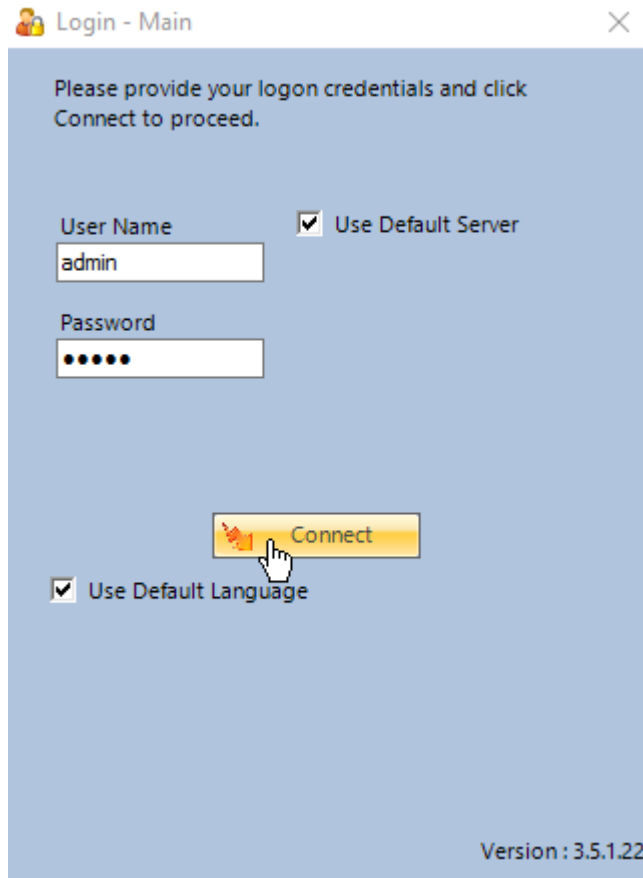 Login - Main
Please provide your logon credentials and click
Connect to proceed.
User Name
Use Default Server
admin
Password
•••••
Connect
Use Default Language
Version : 3.5.1.22